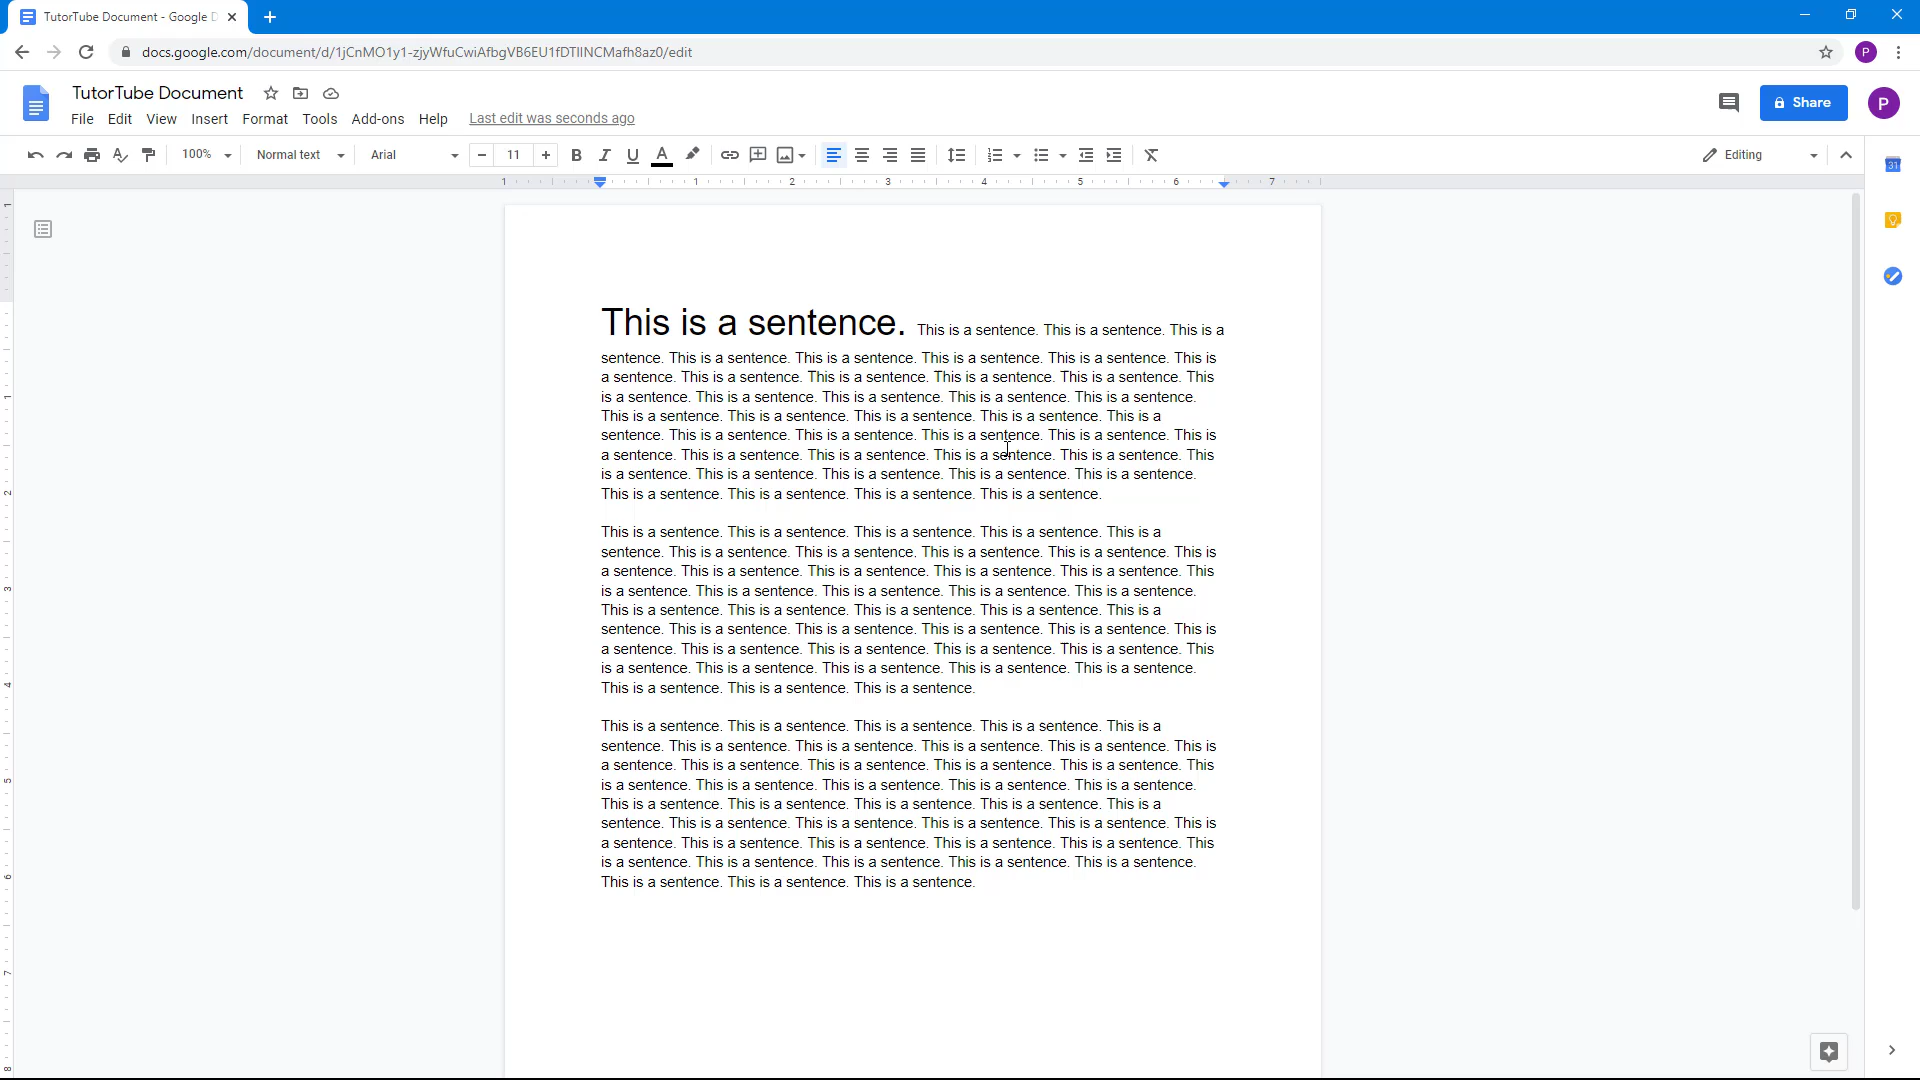 TutorTube Document - Google D
docs.google.com/document/d/1jCnMO1y1-zjyWfuCwiAfbgVB6EU1fDTIINCMafh8az0/edit
P
TutorTube Document
Share
P
File Edit View Insert Format Tools Add-ons Help Last edit was seconds ago
100% Normal text Arial 11 B I U A Editing
31
1 1 2 3 4 5 6 7
1 1 2 3 4 5 6 7 8
This is a sentence. This is a sentence. This is a sentence. This is a
sentence. This is a sentence. This is a sentence. This is a sentence. This is a sentence. This is
a sentence. This is a sentence. This is a sentence. This is a sentence. This is a sentence. This
is a sentence. This is a sentence. This is a sentence. This is a sentence. This is a sentence.
This is a sentence. This is a sentence. This is a sentence. This is a sentence. This is a
sentence. This is a sentence. This is a sentence. This is a sentence. This is a sentence. This is
a sentence. This is a sentence. This is a sentence. This is a sentence. This is a sentence. This
is a sentence. This is a sentence. This is a sentence. This is a sentence. This is a sentence.
This is a sentence. This is a sentence. This is a sentence. This is a sentence.
This is a sentence. This is a sentence. This is a sentence. This is a sentence. This is a
sentence. This is a sentence. This is a sentence. This is a sentence. This is a sentence. This is
a sentence. This is a sentence. This is a sentence. This is a sentence. This is a sentence. This
is a sentence. This is a sentence. This is a sentence. This is a sentence. This is a sentence.
This is a sentence. This is a sentence. This is a sentence. This is a sentence. This is a
sentence. This is a sentence. This is a sentence. This is a sentence. This is a sentence. This is
a sentence. This is a sentence. This is a sentence. This is a sentence. This is a sentence. This
is a sentence. This is a sentence. This is a sentence. This is a sentence. This is a sentence.
This is a sentence. This is a sentence. This is a sentence.
This is a sentence. This is a sentence. This is a sentence. This is a sentence. This is a
sentence. This is a sentence. This is a sentence. This is a sentence. This is a sentence. This is
a sentence. This is a sentence. This is a sentence. This is a sentence. This is a sentence. This
is a sentence. This is a sentence. This is a sentence. This is a sentence. This is a sentence.
This is a sentence. This is a sentence. This is a sentence. This is a sentence. This is a
sentence. This is a sentence. This is a sentence. This is a sentence. This is a sentence. This is
a sentence. This is a sentence. This is a sentence. This is a sentence. This is a sentence. This
is a sentence. This is a sentence. This is a sentence. This is a sentence. This is a sentence.
This is a sentence. This is a sentence. This is a sentence.